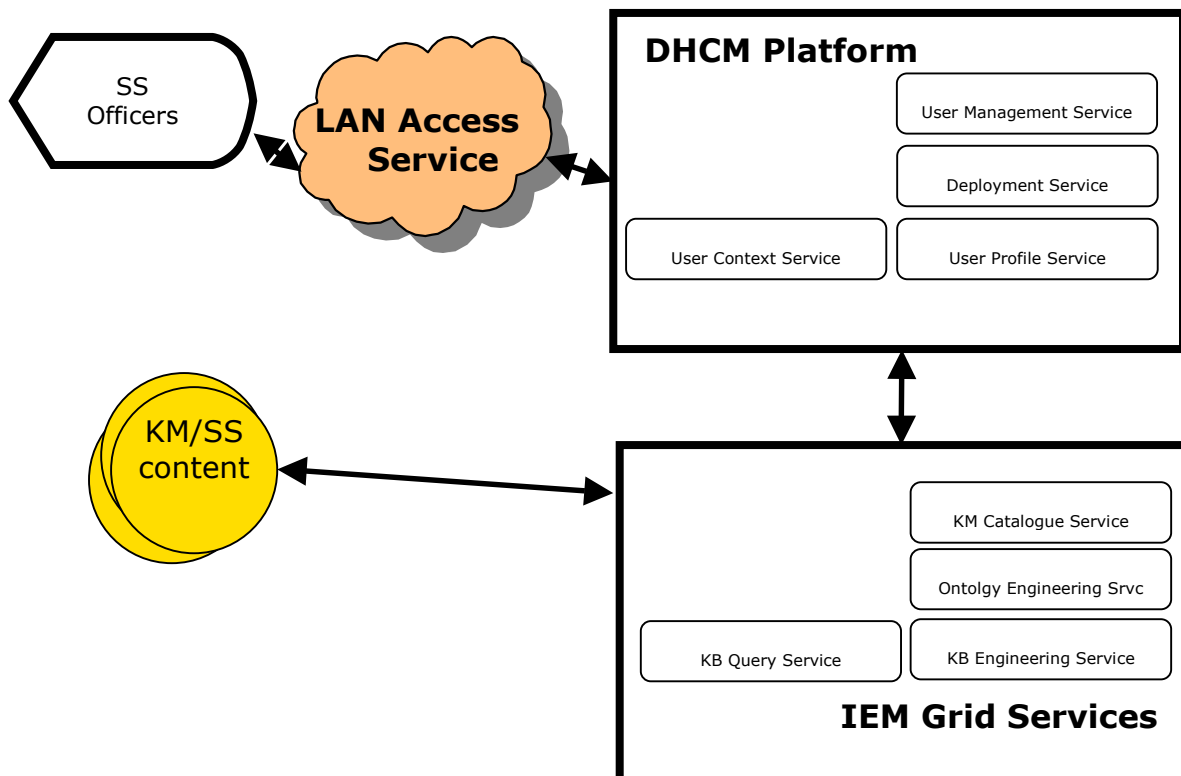 SS
Officers
LAN Access
Service
DHCM Platform
User Management Service
Deployment Service
User Context Service
User Profile Service
KM/SS
content
KM Catalogue Service
Ontolgy Engineering Srvc
KB Query Service
KB Engineering Service
IEM Grid Services